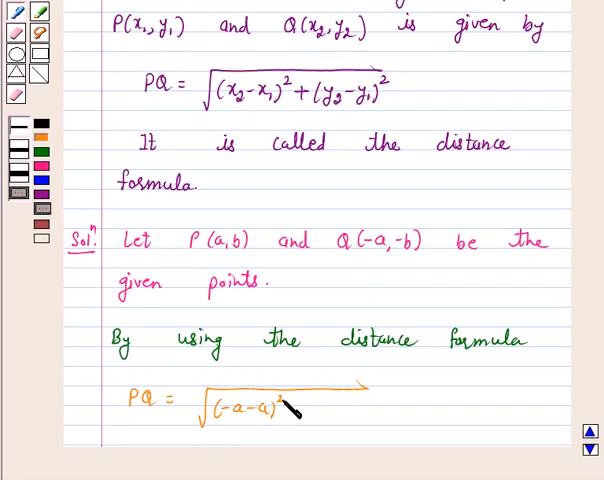 P(x₁, y₁) and Q(x₂, y₂) is given by
PQ = √((x₂-x₁)²+(y₂-y₁)²)
It is called the distance
formula.
Solⁿ. Let P(a,b) and Q(-a,-b) be the
given points.
By using the distance formula
PQ = √((-a-a)²